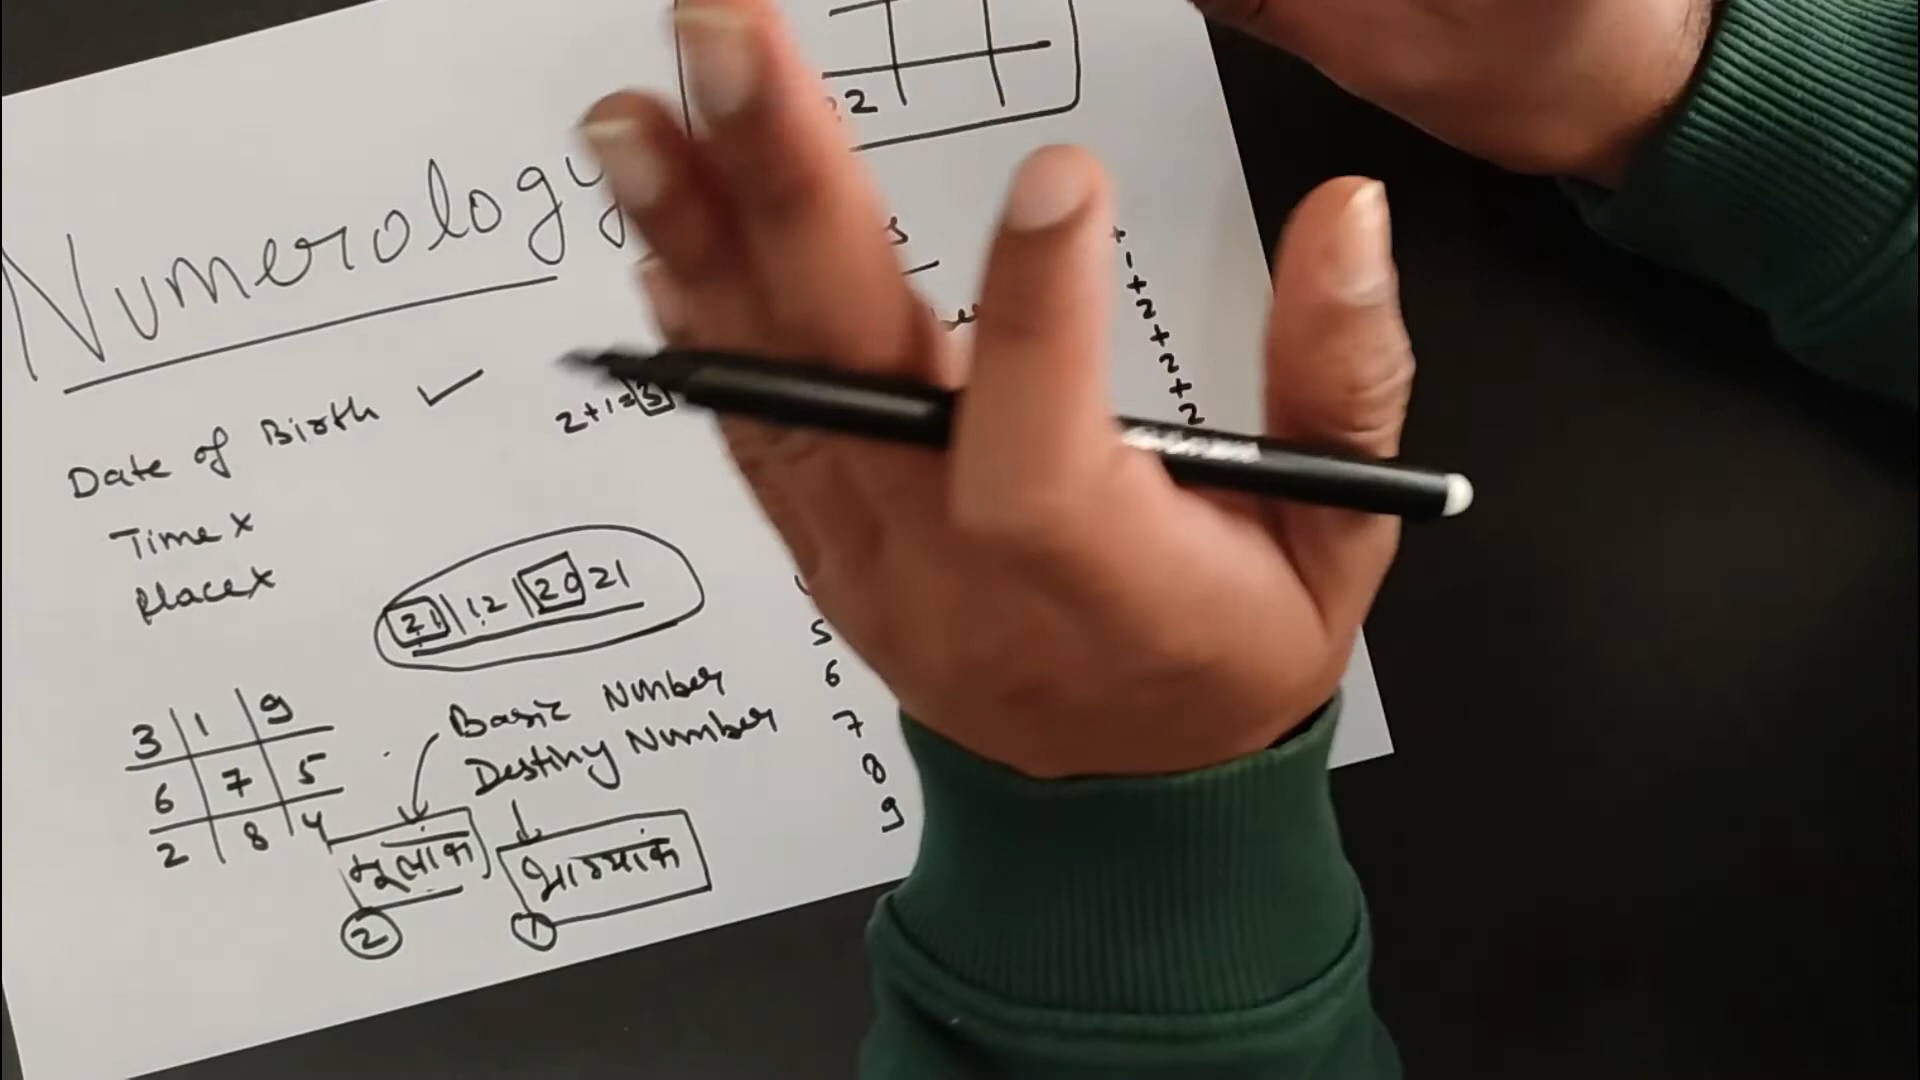 Numerology
Date of Birth ✓
Time x
Place x
2+1=3
21|12|2021
3 | 1 | 9
6 | 7 | 5
2 | 8 | 4
Basic Number
Destiny Number
मूलांक
भाग्यांक
2
1
2
+
1
+
2
+
2
+
2
5
6
7
8
9